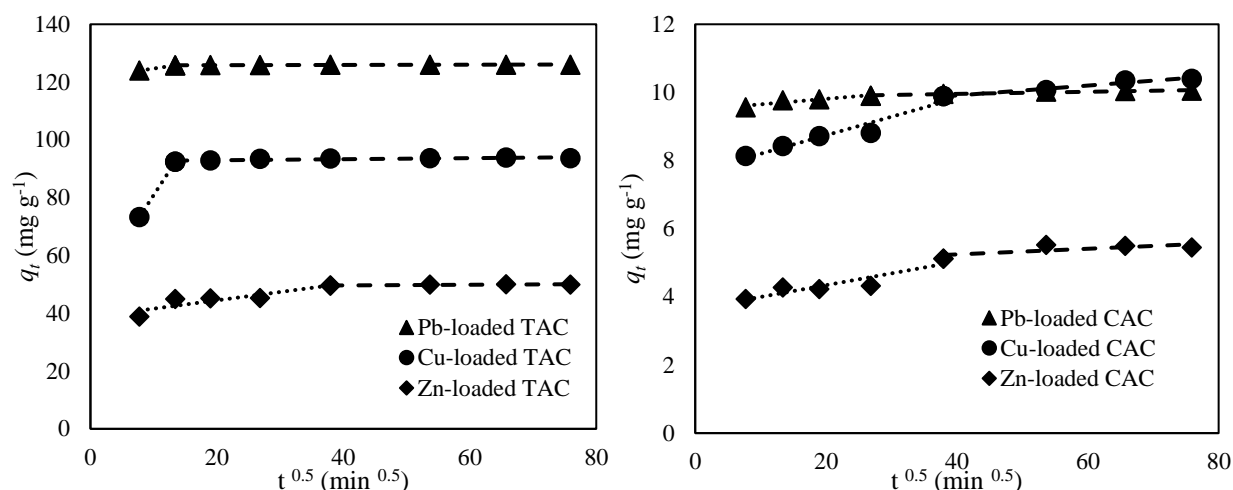 140
120
100
80
60
40
20
0
q_t (mg g⁻¹)
Pb-loaded TAC
Cu-loaded TAC
Zn-loaded TAC
0 20 40 60 80
t ⁰·⁵ (min ⁰·⁵)
12
10
8
6
4
2
0
q_t (mg g⁻¹)
Pb-loaded CAC
Cu-loaded CAC
Zn-loaded CAC
0 20 40 60 80
t ⁰·⁵ (min ⁰·⁵)